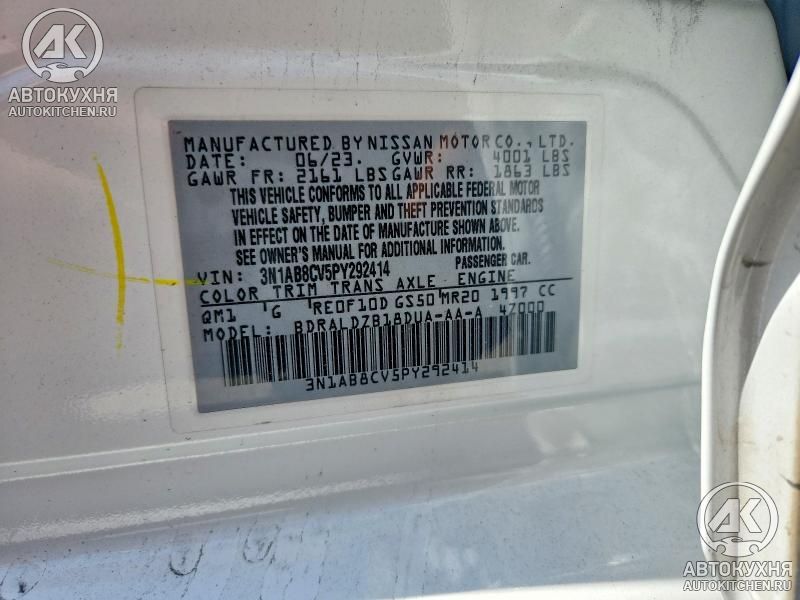 АК
АВТОКУХНЯ
AUTOKITCHEN.RU
MANUFACTURED BY NISSAN MOTOR CO., LTD.
DATE: 06/23. GVWR: 4001 LBS
GAWR FR: 2161 LBS GAWR RR: 1863 LBS
THIS VEHICLE CONFORMS TO ALL APPLICABLE FEDERAL MOTOR
VEHICLE SAFETY, BUMPER AND THEFT PREVENTION STANDARDS
IN EFFECT ON THE DATE OF MANUFACTURE SHOWN ABOVE.
SEE OWNER'S MANUAL FOR ADDITIONAL INFORMATION.
VIN: 3N1AB8CV5PY292414 PASSENGER CAR.
COLOR TRIM TRANS AXLE ENGINE
QM1 G RE0F10D GS50 MR20 1997 CC
MODEL: BDRALDZB18DUA-AA-A 47000
3N1AB8CV5PY292414
АК
АВТОКУХНЯ
AUTOKITCHEN.RU